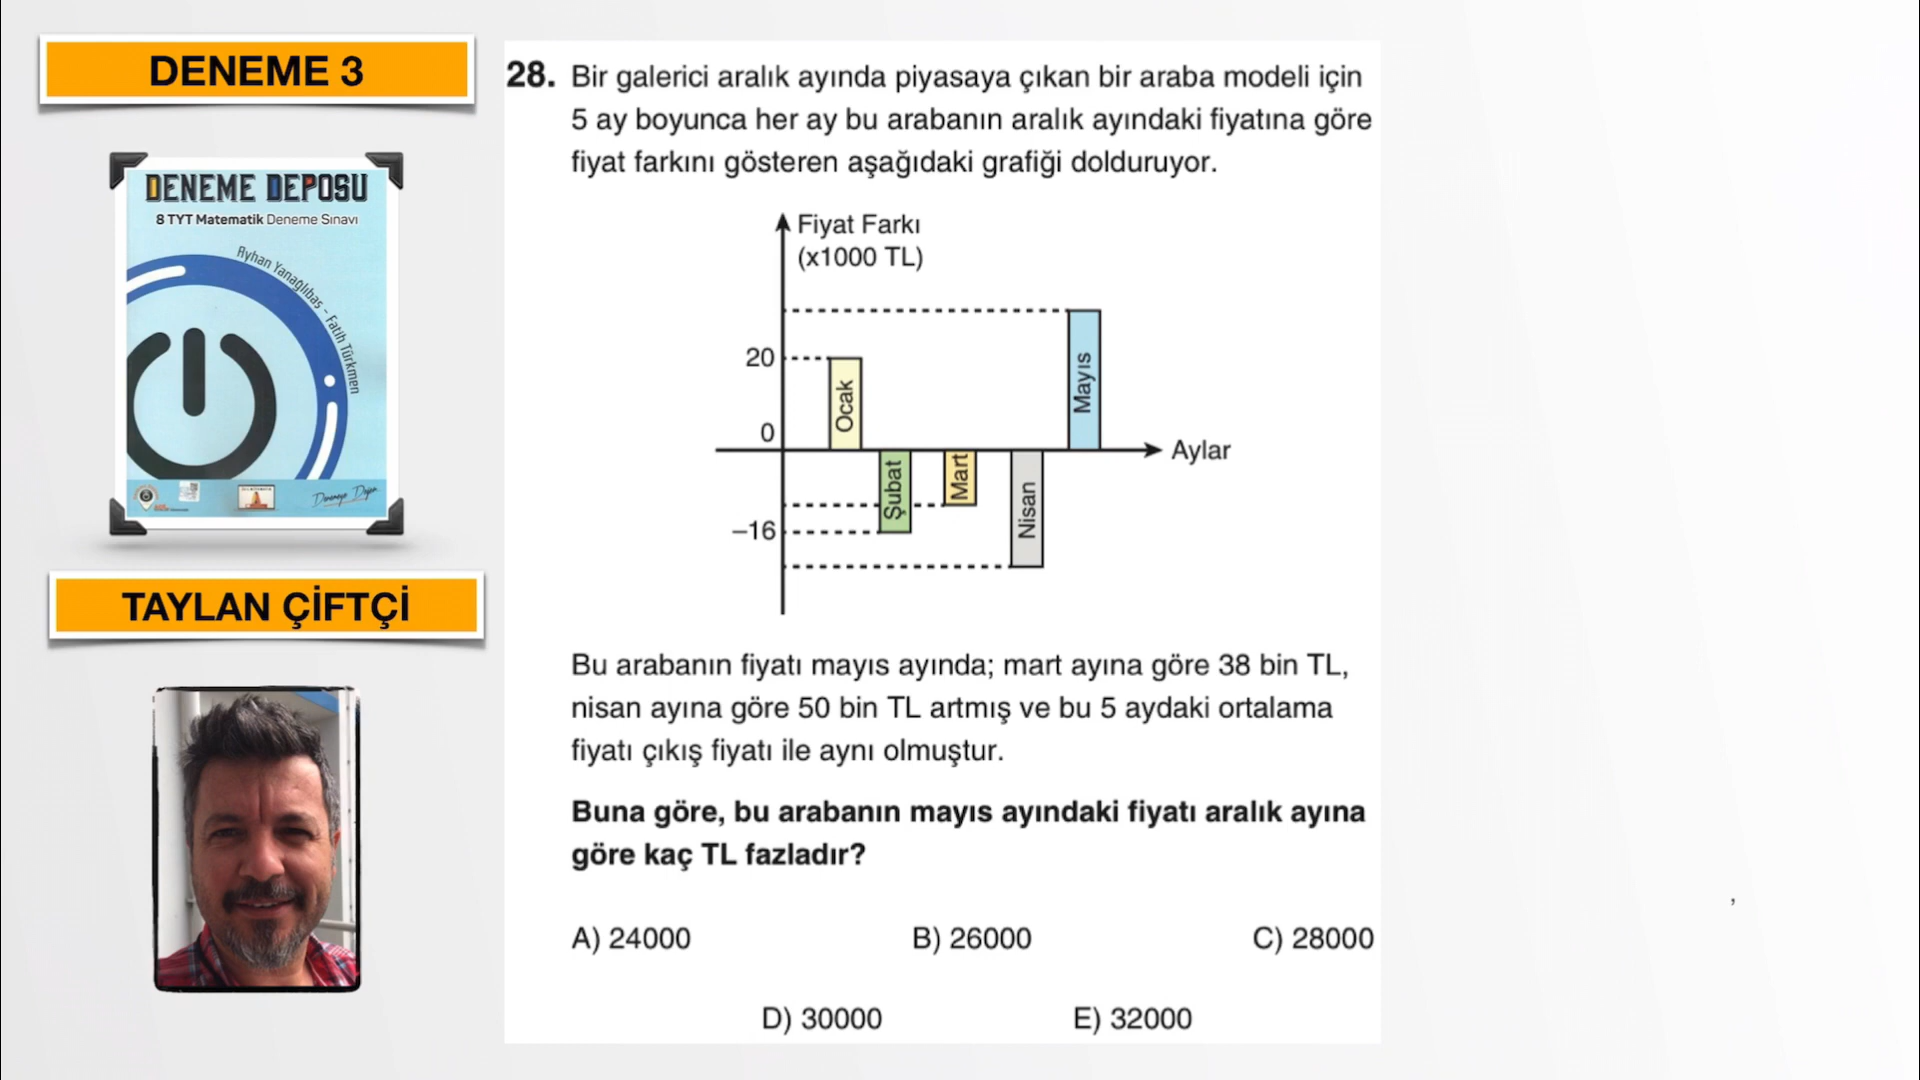 DENEME 3
DENEME DEPOSU
8 TYT Matematik Deneme Sınavı
Ayhan Yanağlıbaş - Fatih Türkmen
TAYLAN ÇİFTÇİ
28. Bir galerici aralık ayında piyasaya çıkan bir araba modeli için
5 ay boyunca her ay bu arabanın aralık ayındaki fiyatına göre
fiyat farkını gösteren aşağıdaki grafiği dolduruyor.
Fiyat Farkı
(x1000 TL)
20
0
–16
Ocak
Şubat
Mart
Nisan
Mayıs
Aylar
Bu arabanın fiyatı mayıs ayında; mart ayına göre 38 bin TL,
nisan ayına göre 50 bin TL artmış ve bu 5 aydaki ortalama
fiyatı çıkış fiyatı ile aynı olmuştur.
Buna göre, bu arabanın mayıs ayındaki fiyatı aralık ayına
göre kaç TL fazladır?
A) 24000 B) 26000 C) 28000
D) 30000 E) 32000
,